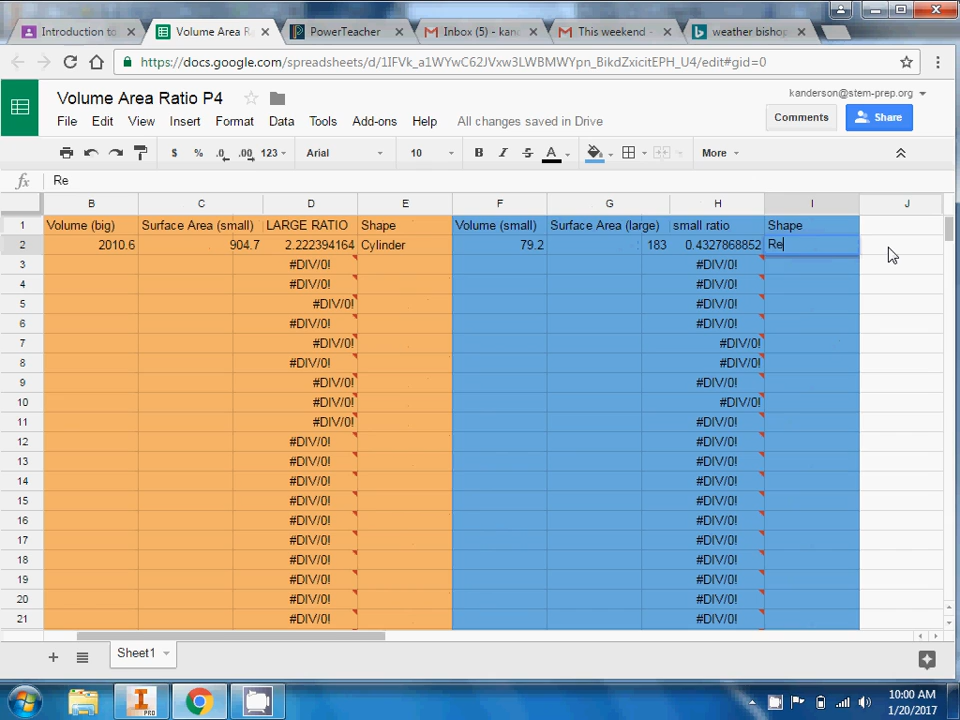 Introduction to
Volume Area R
PowerTeacher
Inbox (5) - kan
This weekend -
weather bishop
https://docs.google.com/spreadsheets/d/1IFVk_a1WYwC62JVxw3LWBMWYpn_BikdZxicitEPH_U4/edit#gid=0
Volume Area Ratio P4
kanderson@stem-prep.org
File Edit View Insert Format Data Tools Add-ons Help All changes saved in Drive
Comments
Share
$ % .0 .00 123 Arial 10 B I S A More
fx Re
B C D E F G H I J
1 Volume (big) Surface Area (small) LARGE RATIO Shape Volume (small) Surface Area (large) small ratio Shape
2 2010.6 904.7 2.222394164 Cylinder 79.2 183 0.4327868852 Re
3 #DIV/0! #DIV/0!
4 #DIV/0! #DIV/0!
5 #DIV/0! #DIV/0!
6 #DIV/0! #DIV/0!
7 #DIV/0! #DIV/0!
8 #DIV/0! #DIV/0!
9 #DIV/0! #DIV/0!
10 #DIV/0! #DIV/0!
11 #DIV/0! #DIV/0!
12 #DIV/0! #DIV/0!
13 #DIV/0! #DIV/0!
14 #DIV/0! #DIV/0!
15 #DIV/0! #DIV/0!
16 #DIV/0! #DIV/0!
17 #DIV/0! #DIV/0!
18 #DIV/0! #DIV/0!
19 #DIV/0! #DIV/0!
20 #DIV/0! #DIV/0!
21 #DIV/0! #DIV/0!
Sheet1
I PRO
10:00 AM
1/20/2017